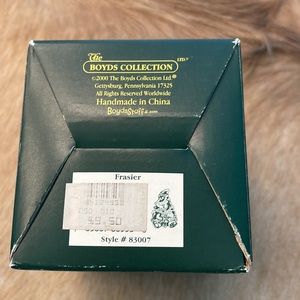 The
BOYDS COLLECTION LTD.®
©2000 The Boyds Collection Ltd.®
Gettysburg, Pennsylvania 17325
All Rights Reserved Worldwide
Handmade in China
BoydsStuff.com
Frasier
Style # 83007